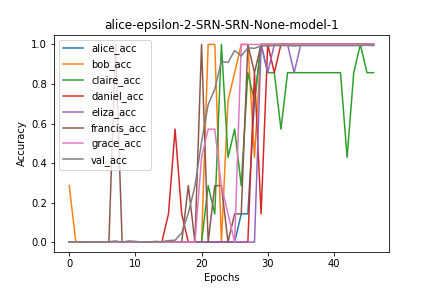 alice-epsilon-2-SRN-SRN-None-model-1
1.0
0.8
0.6
0.4
0.2
0.0
Accuracy
alice_acc
bob_acc
claire_acc
daniel_acc
eliza_acc
francis_acc
grace_acc
val_acc
0 20 30 40
Epochs